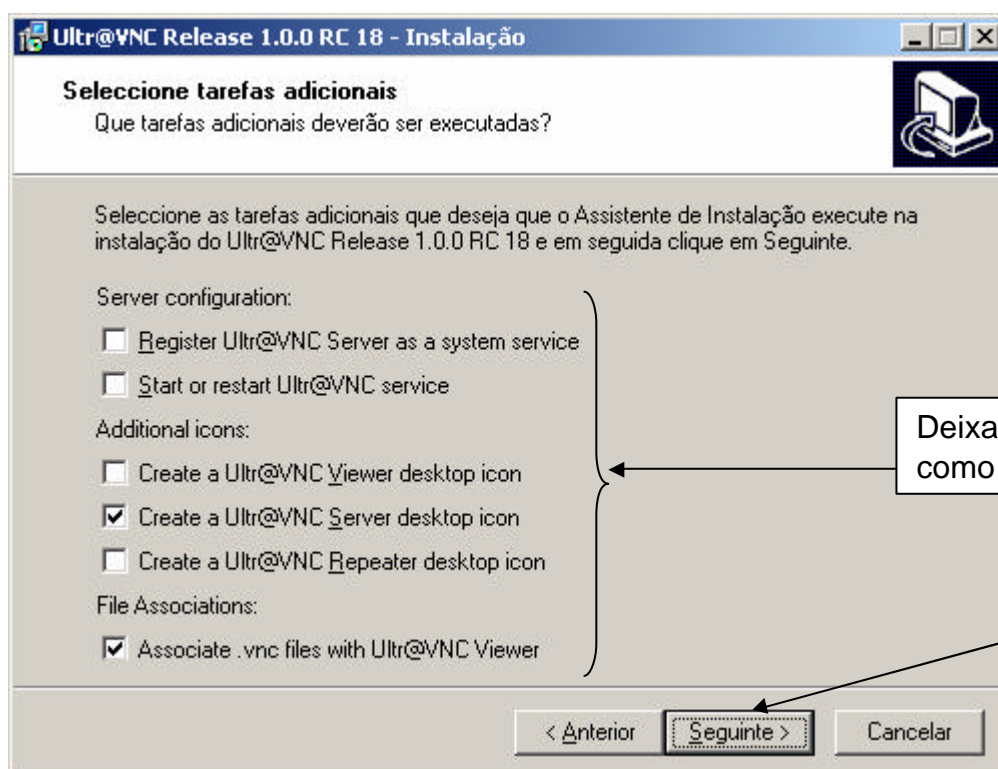 Ultr@VNC Release 1.0.0 RC 18 - Instalação
Seleccione tarefas adicionais
Que tarefas adicionais deverão ser executadas?
Seleccione as tarefas adicionais que deseja que o Assistente de Instalação execute na
instalação do Ultr@VNC Release 1.0.0 RC 18 e em seguida clique em Seguinte.
Server configuration:
Register Ultr@VNC Server as a system service
Start or restart Ultr@VNC service
Additional icons:
Create a Ultr@VNC Viewer desktop icon
Create a Ultr@VNC Server desktop icon
Create a Ultr@VNC Repeater desktop icon
File Associations:
Associate .vnc files with Ultr@VNC Viewer
Deixa
como
< Anterior
Seguinte >
Cancelar